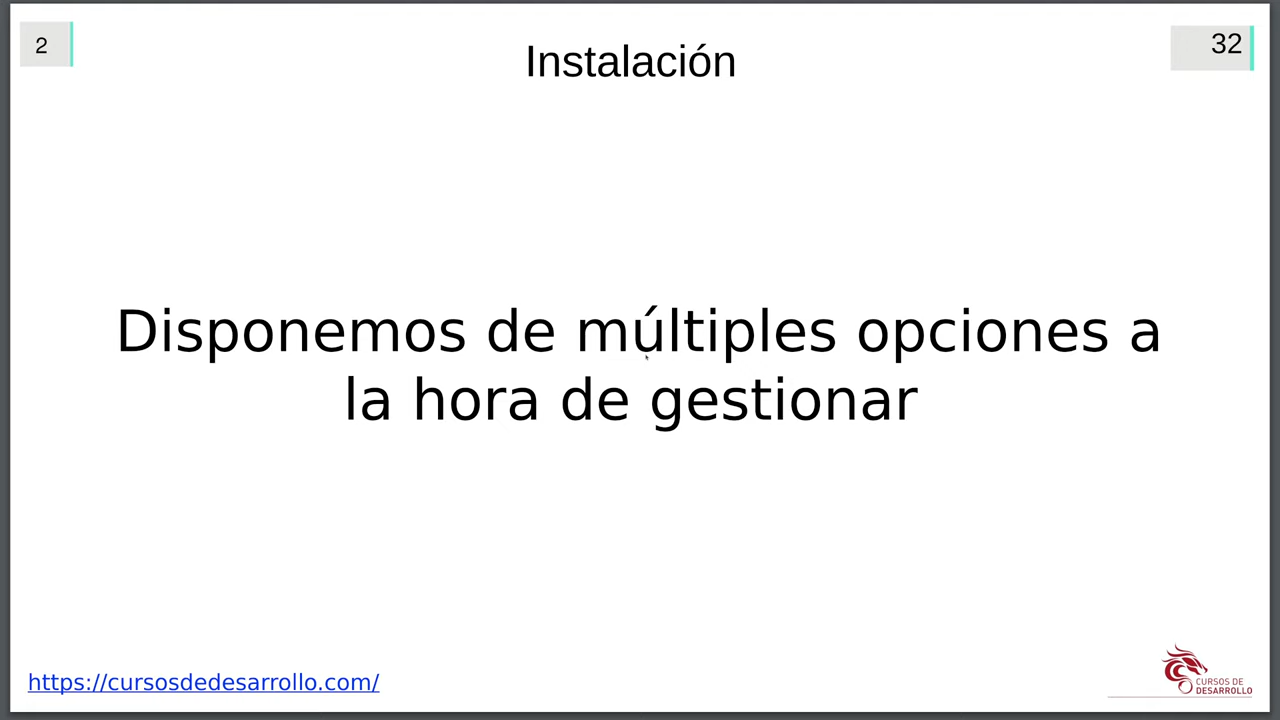 2
Instalación
32
Disponemos de múltiples opciones a
la hora de gestionar
https://cursosdedesarrollo.com/
CURSOS DE
DESARROLLO